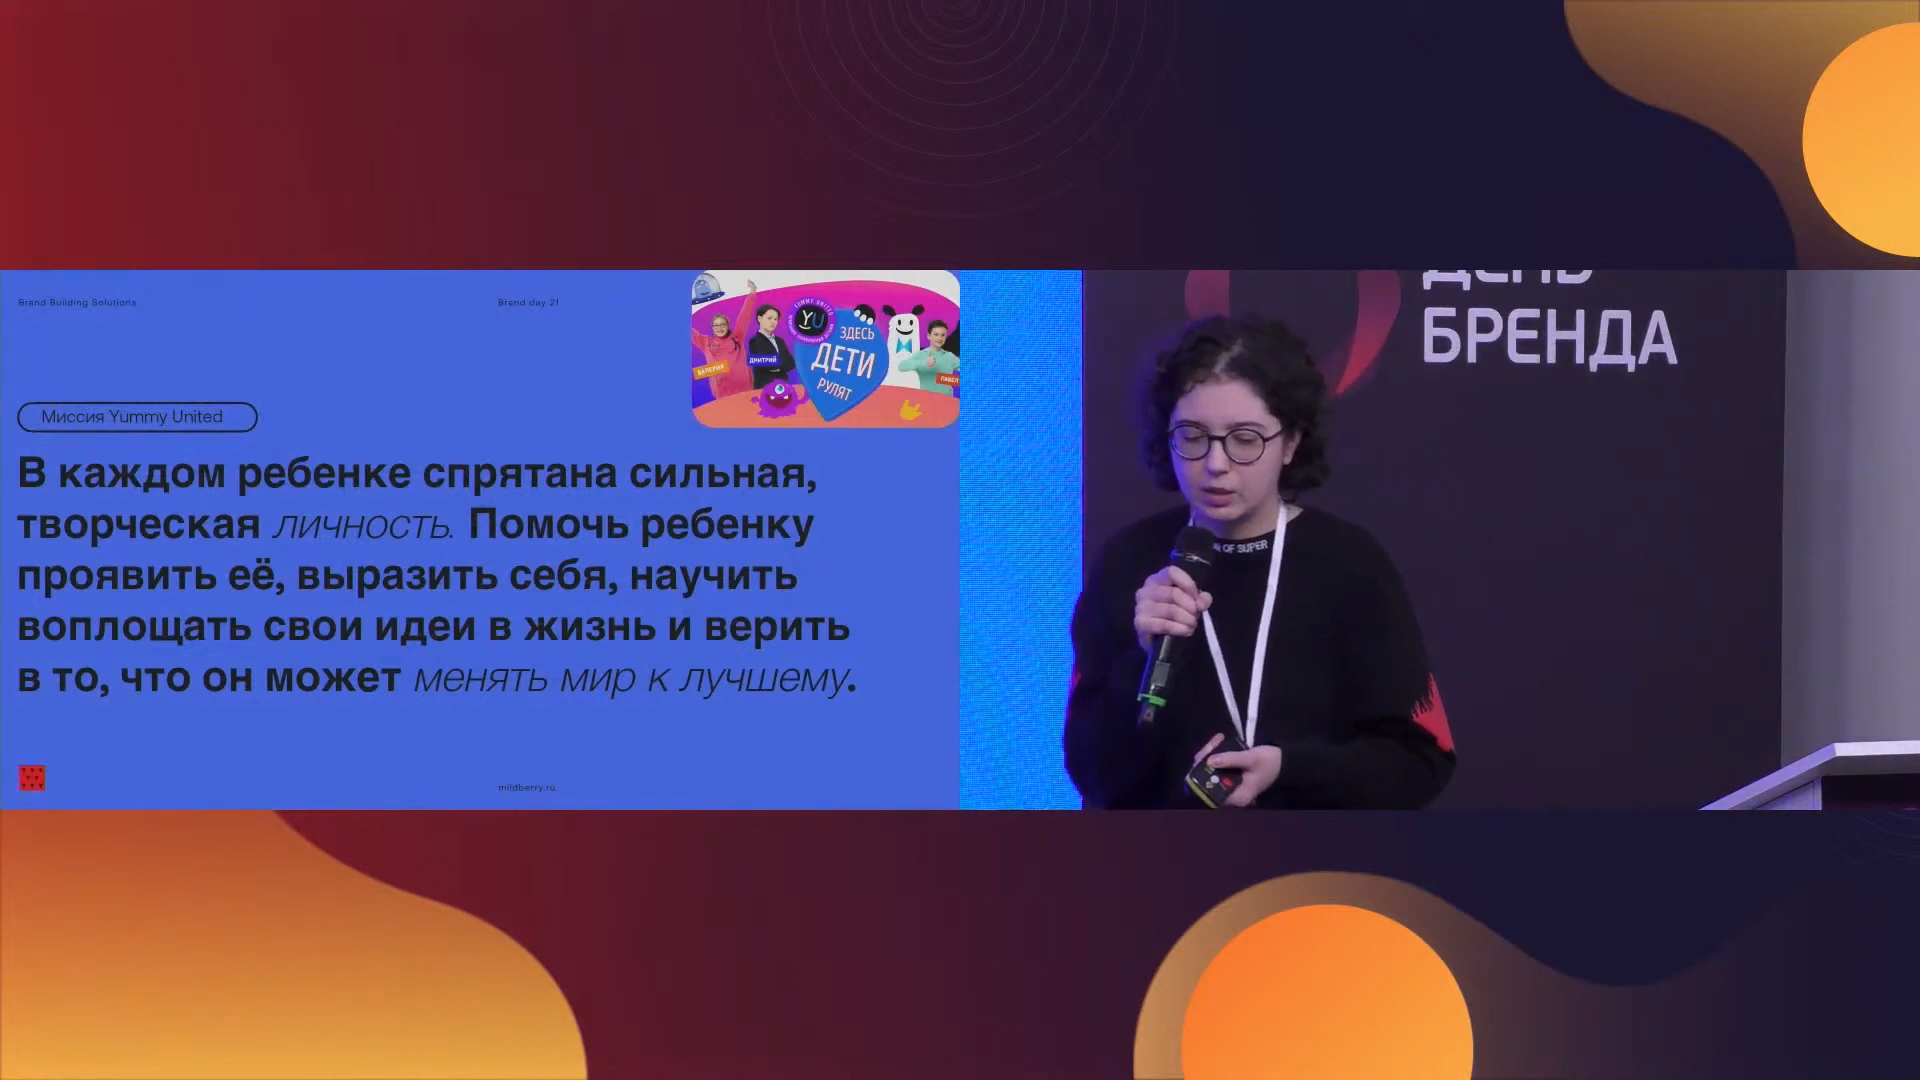 Brand Building Solutions
Brand day 21
YU
ЗДЕСЬ
ДЕТИ
РУЛЯТ
ВАЛЕРИЯ
ДМИТРИЙ
ПАВЕЛ
Миссия Yummy United
В каждом ребенке спрятана сильная,
творческая личность. Помочь ребенку
проявить её, выразить себя, научить
воплощать свои идеи в жизнь и верить
в то, что он может менять мир к лучшему.
mildberry.ru
ДЕНЬ
БРЕНДА
OF SUPER